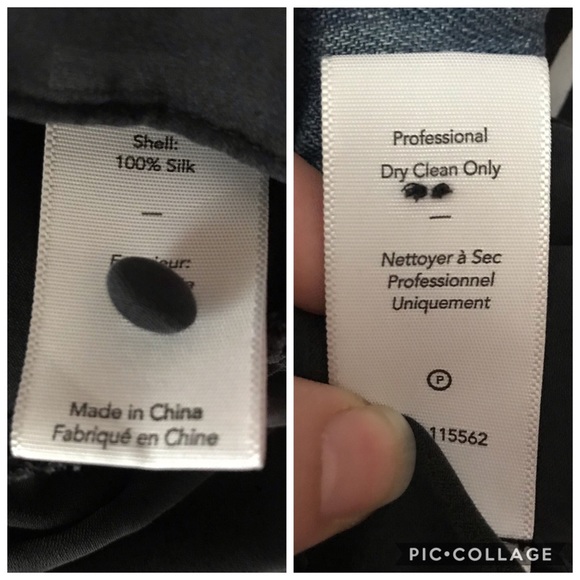 Shell:
100% Silk
—
Made in China
Fabriqué en Chine
Professional
Dry Clean Only
—
Nettoyer à Sec
Professionnel
Uniquement
P
115562
PIC•COLLAGE